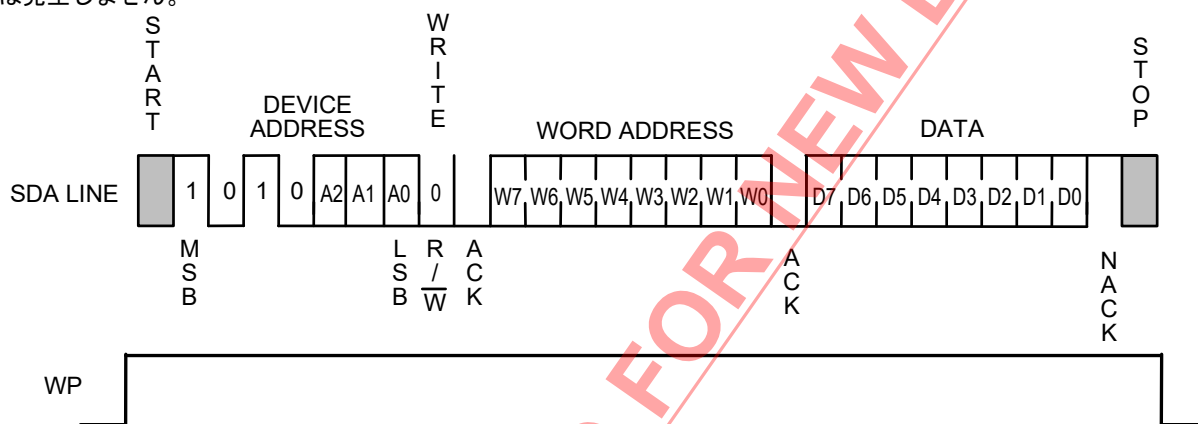 は発生しません。
START
WRITE
STOP
DEVICE
ADDRESS
WORD ADDRESS
DATA
SDA LINE
1 0 1 0 A2 A1 A0 0 W7 W6 W5 W4 W3 W2 W1 W0 D7 D6 D5 D4 D3 D2 D1 D0
MSB
LSB
R/W
ACK
ACK
NACK
WP
FOR NEW